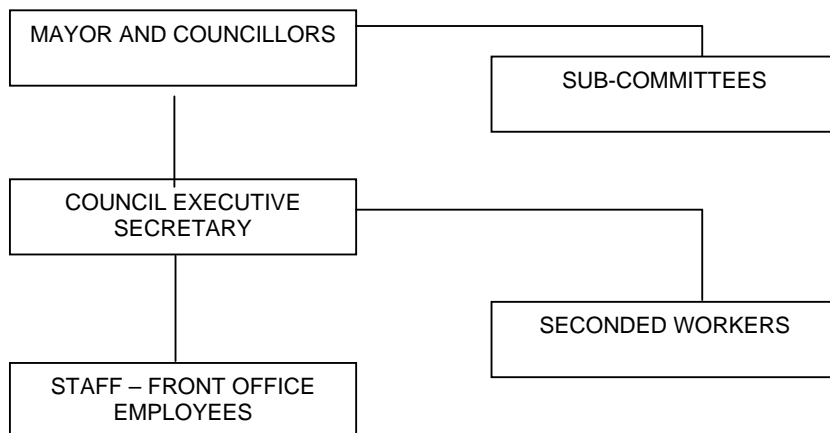 MAYOR AND COUNCILLORS
SUB-COMMITTEES
COUNCIL EXECUTIVE
SECRETARY
SECONDED WORKERS
STAFF – FRONT OFFICE
EMPLOYEES